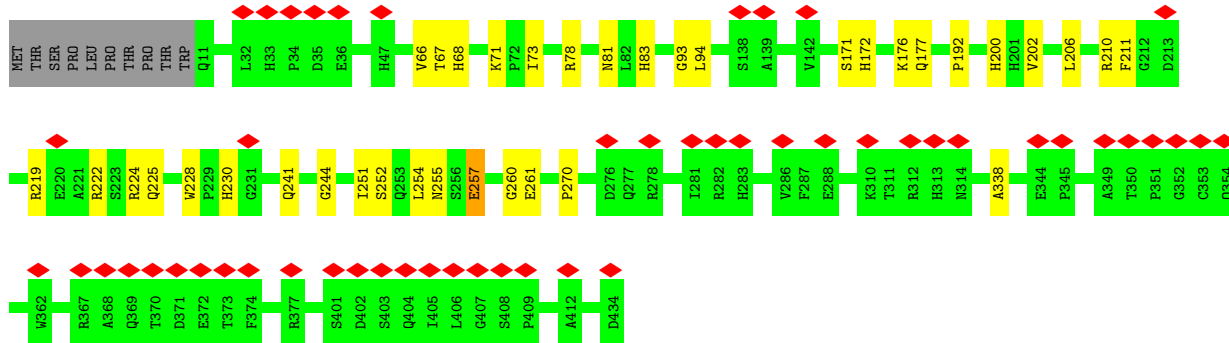 MET THR SER PRO LEU PRO THR PRO THR TRP Q11 L32 H33 P34 D35 E36 H47 V66 T67 H68 K71 P72 I73 R78 N81 L82 H83 G93 L94 S138 A139 V142 S171 H172 K176 Q177 P192 H200 H201 V202 L206 R210 F211 G212 D213
R219 E220 A221 R222 S223 R224 Q225 W228 P229 H230 G231 Q241 G244 I251 S252 Q253 L254 N255 S256 E257 G260 E261 P270 D276 Q277 R278 I281 R282 H283 V286 F287 E288 K310 T311 R312 H313 N314 A338 E344 P345 A349 T350 P351 G352 G353
W362 R367 A368 Q369 T370 D371 E372 T373 F374 R377 S401 D402 S403 Q404 I405 L406 G407 S408 P409 A412 D434